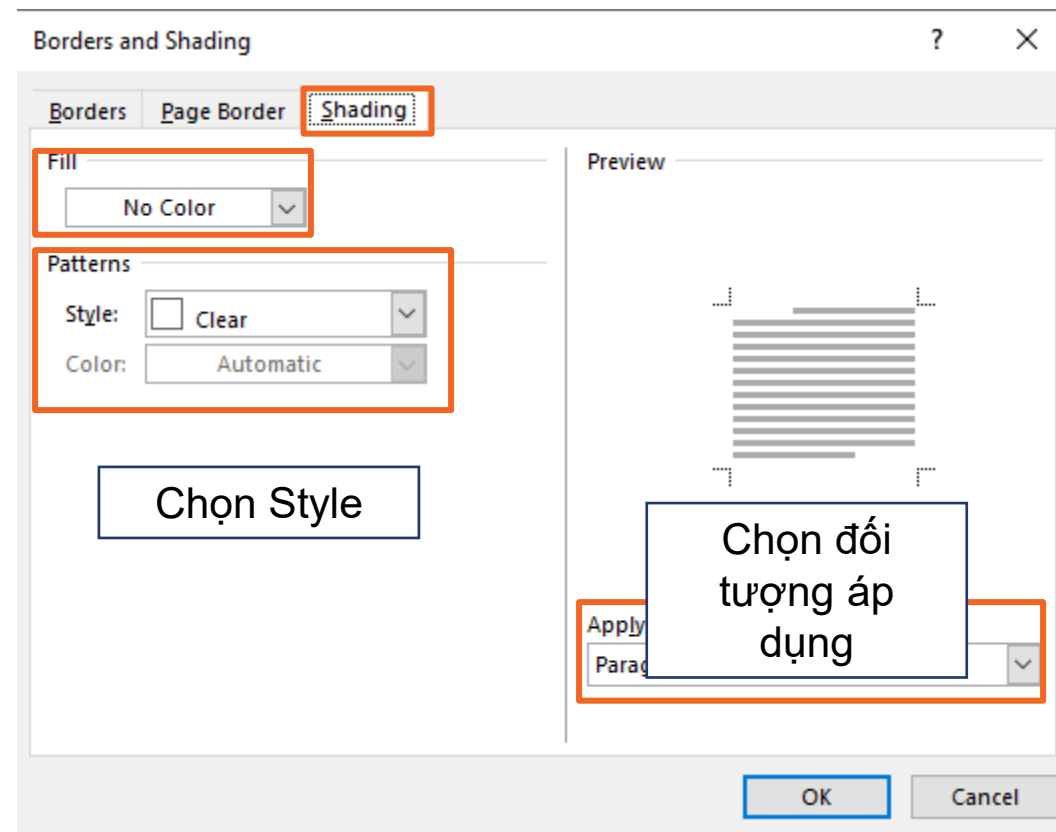 Borders and Shading ?
Borders Page Border Shading
Fill
No Color
Patterns
Style: Clear
Color: Automatic
Chọn Style
Preview
Chọn đối
tượng áp
dụng
Apply
OK Cancel